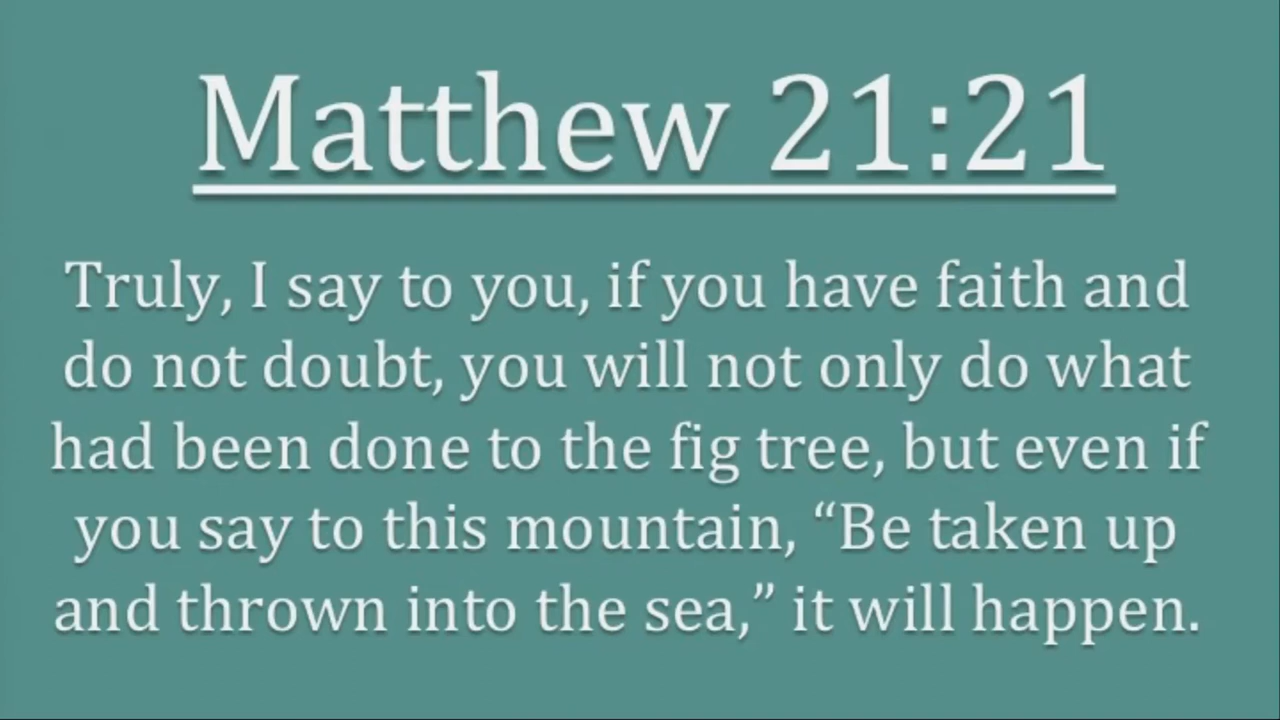 Matthew 21:21
Truly, I say to you, if you have faith and
do not doubt, you will not only do what
had been done to the fig tree, but even if
you say to this mountain, “Be taken up
and thrown into the sea,” it will happen.